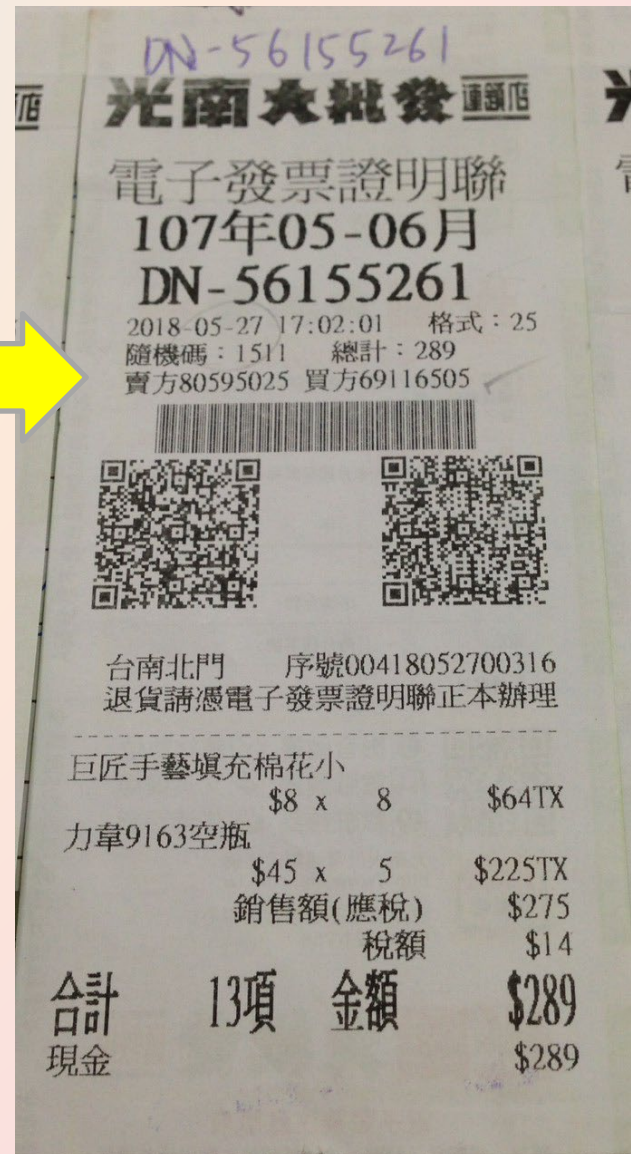 DN-56155261
光南大批發 連鎖店
電子發票證明聯
107年05-06月
DN-56155261
2018-05-27 17:02:01 格式：25
隨機碼：1511 總計：289
賣方80595025 買方69116505
台南北門 序號00418052700316
退貨請憑電子發票證明聯正本辦理
巨匠手藝填充棉花小
$8 x 8 $64TX
力韋9163空瓶
$45 x 5 $225TX
銷售額(應稅) $275
稅額 $14
合計 13項 金額 $289
現金 $289